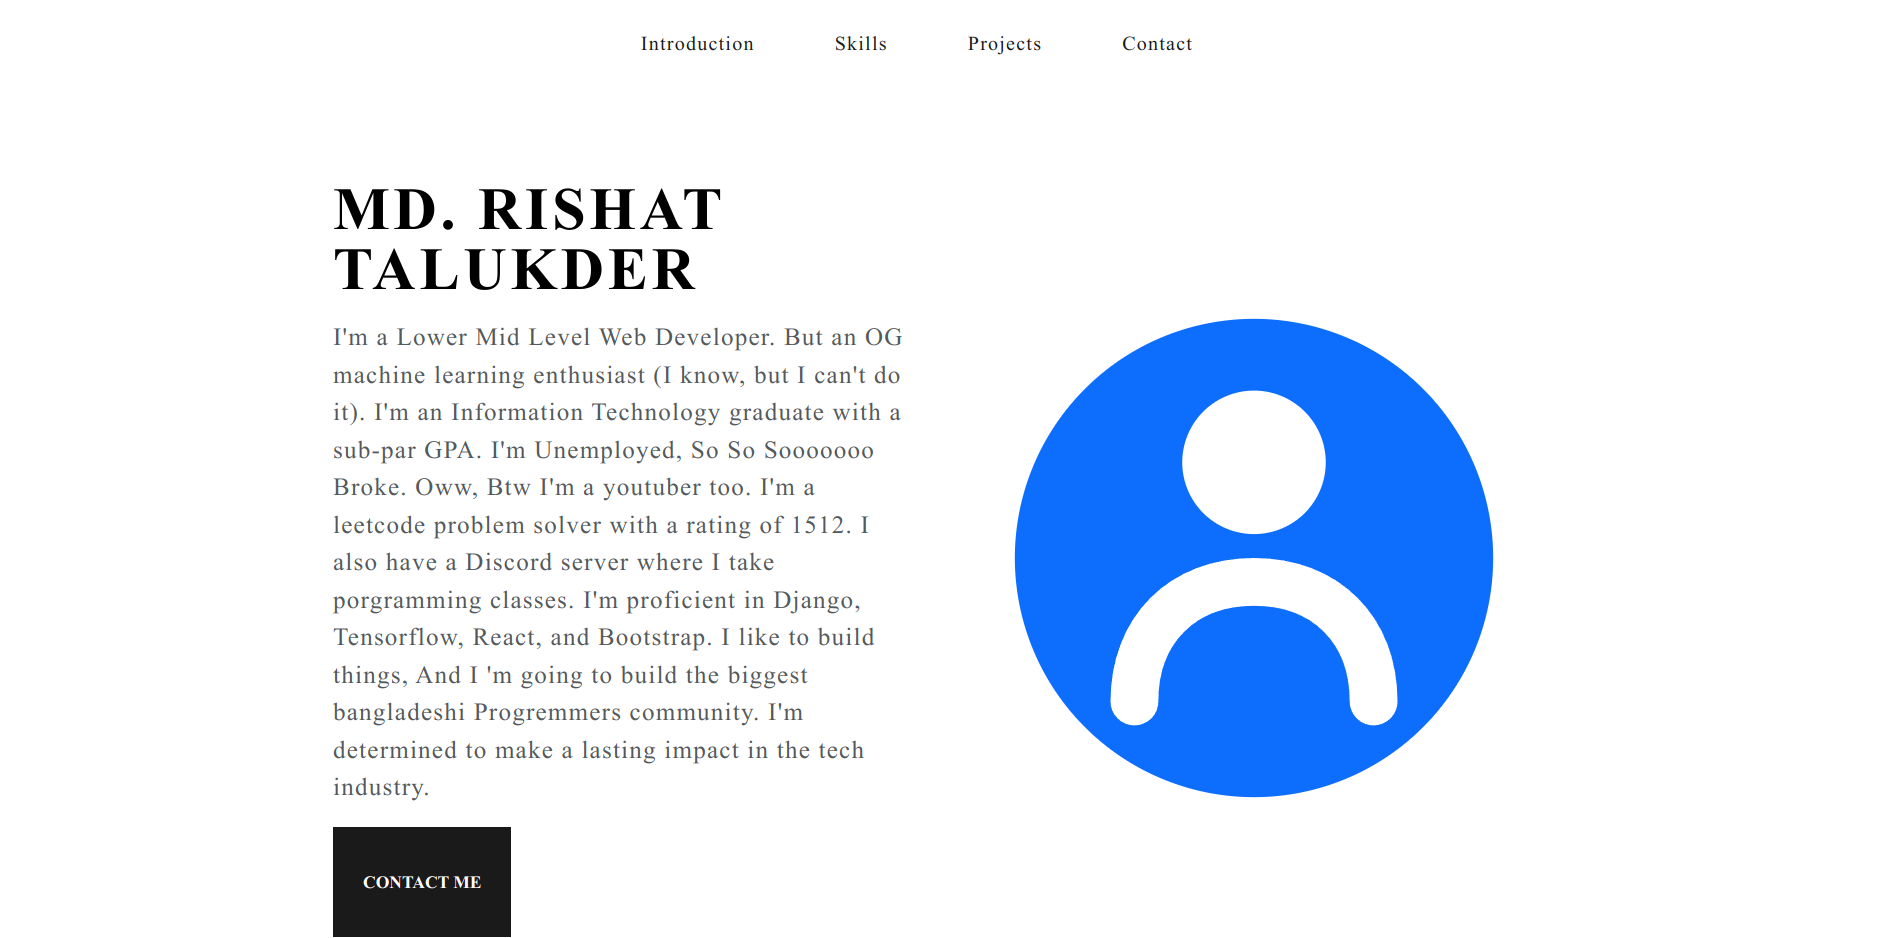 Introduction Skills Projects Contact
MD. RISHAT
TALUKDER
I'm a Lower Mid Level Web Developer. But an OG
machine learning enthusiast (I know, but I can't do
it). I'm an Information Technology graduate with a
sub-par GPA. I'm Unemployed, So So Sooooooo
Broke. Oww, Btw I'm a youtuber too. I'm a
leetcode problem solver with a rating of 1512. I
also have a Discord server where I take
porgramming classes. I'm proficient in Django,
Tensorflow, React, and Bootstrap. I like to build
things, And I 'm going to build the biggest
bangladeshi Progremmers community. I'm
determined to make a lasting impact in the tech
industry.
CONTACT ME